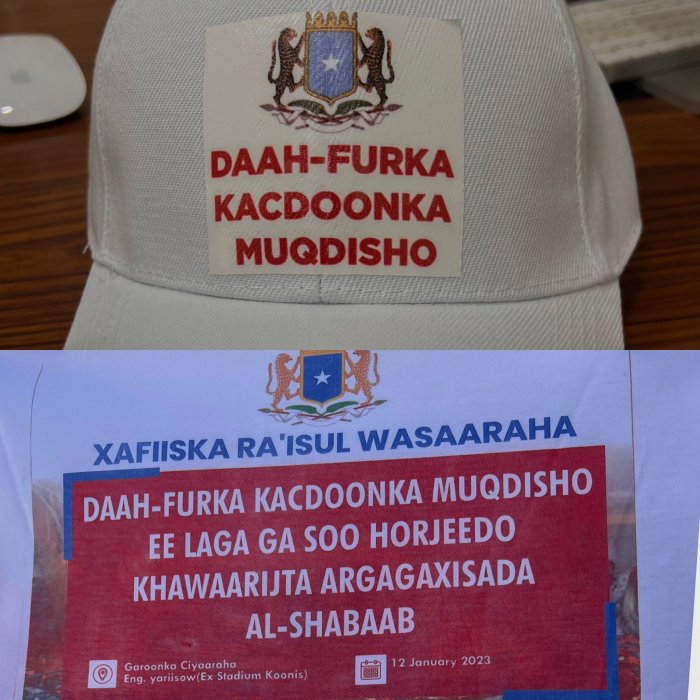 DAAH-FURKA
KACDOONKA
MUQDISHO
XAFIISKA RA'ISUL WASAARAHA
DAAH-FURKA KACDOONKA MUQDISHO
EE LAGA GA SOO HORJEEDO
KHAWAARIJTA ARGAGAXISADA
AL-SHABAAB
Garoonka Ciyaaraha
Eng. yariisow(Ex Stadium Koonis)
12 January 2023